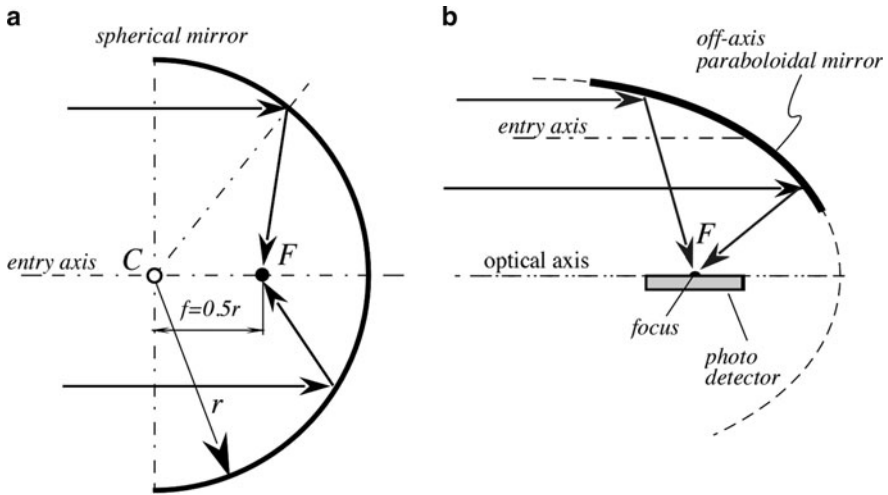 a
spherical mirror
entry axis
C
F
f=0.5r
r
b
off-axis
paraboloidal mirror
entry axis
F
optical axis
focus
photo
detector